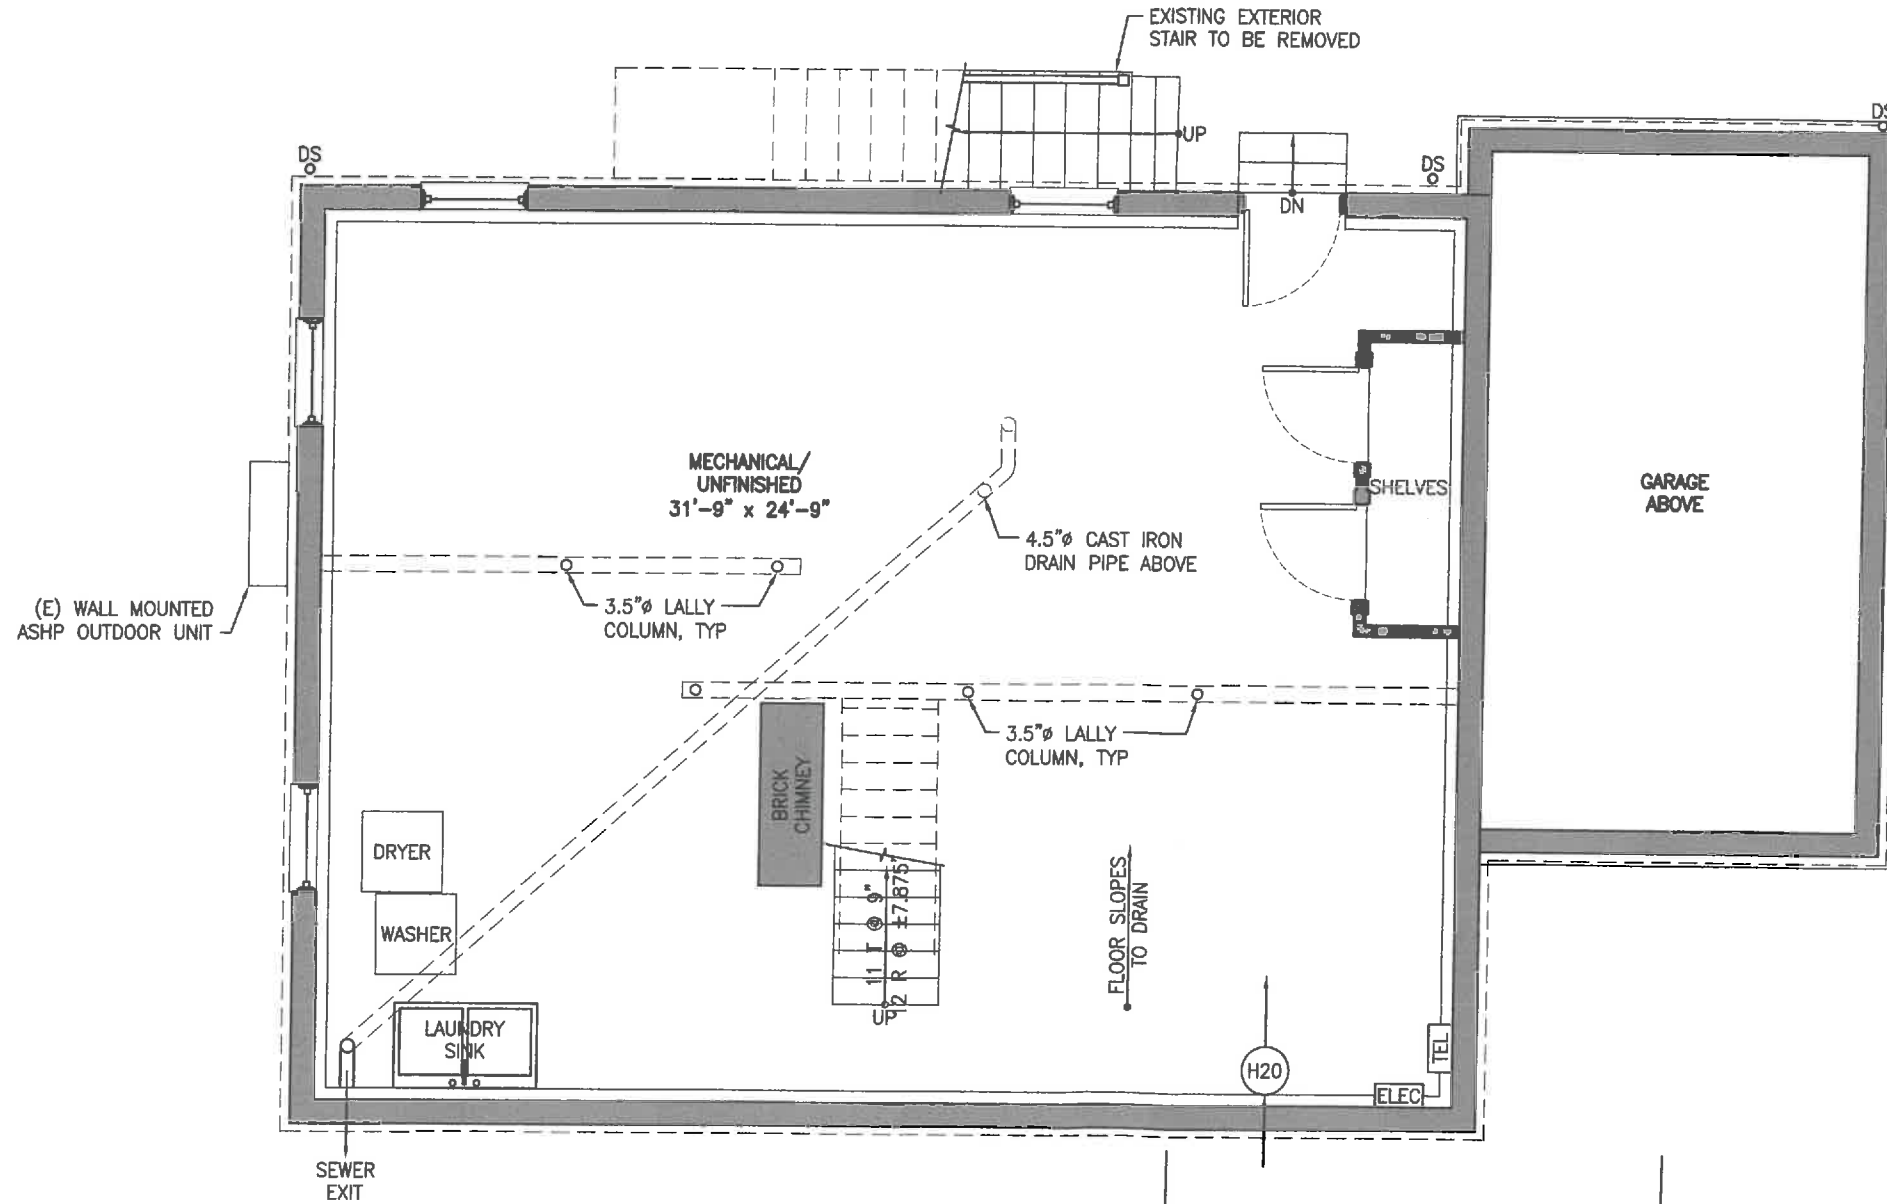 EXISTING EXTERIOR
STAIR TO BE REMOVED
UP
DS
DS
DS
DN
MECHANICAL/
UNFINISHED
31'-9" x 24'-9"
SHELVES
GARAGE
ABOVE
4.5"ø CAST IRON
DRAIN PIPE ABOVE
3.5"ø LALLY
COLUMN, TYP
(E) WALL MOUNTED
ASHP OUTDOOR UNIT
3.5"ø LALLY
COLUMN, TYP
BRICK
CHIMNEY
DRYER
WASHER
11 T @ 9"
12 R @ ±7.875"
UP
FLOOR SLOPES
TO DRAIN
LAUNDRY
SINK
H20
TEL
ELEC
SEWER
EXIT